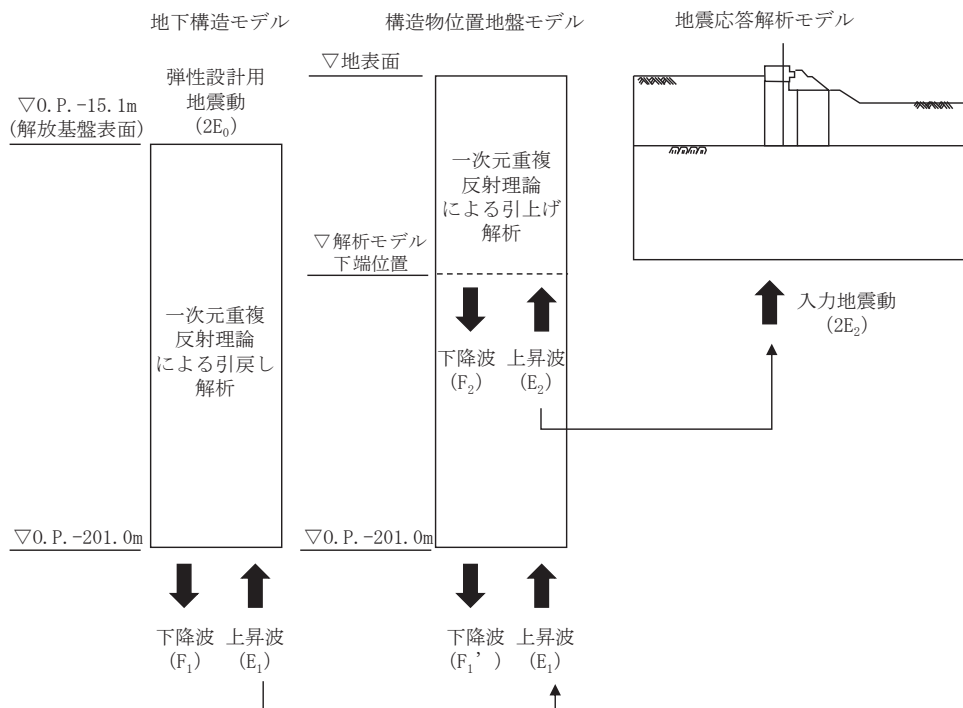 地下構造モデル
弾性設計用
地震動
(2E₀)
▽O.P.-15.1m
(解放基盤表面)
一次元重複
反射理論
による引戻し
解析
▽O.P.-201.0m
下降波
(F₁)
上昇波
(E₁)
構造物位置地盤モデル
▽地表面
一次元重複
反射理論
による引上げ
解析
▽解析モデル
下端位置
下降波
(F₂)
上昇波
(E₂)
▽O.P.-201.0m
下降波
(F₁’)
上昇波
(E₁)
地震応答解析モデル
入力地震動
(2E₂)